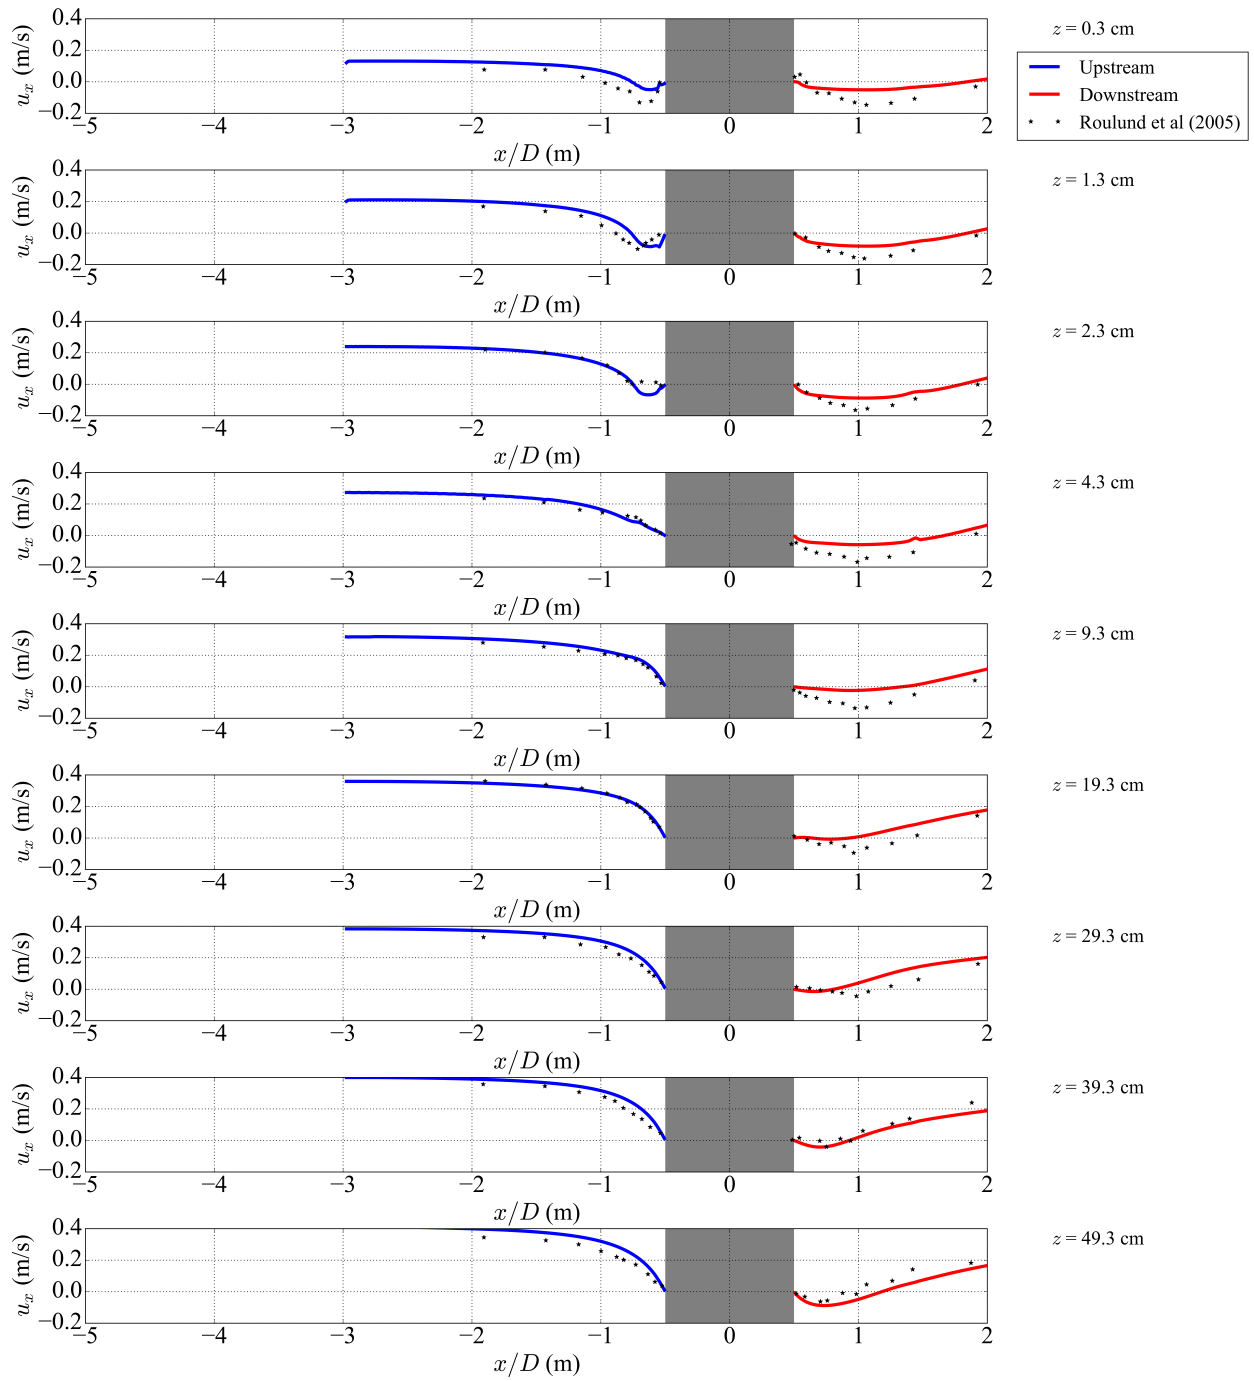 0.4
0.2
0.0
−0.2
u_x (m/s)
−5 −4 −3 −2 −1 0 1 2
x/D (m)
z = 0.3 cm
Upstream
Downstream
Roulund et al (2005)
0.4
0.2
0.0
−0.2
u_x (m/s)
−5 −4 −3 −2 −1 0 1 2
x/D (m)
z = 1.3 cm
0.4
0.2
0.0
−0.2
u_x (m/s)
−5 −4 −3 −2 −1 0 1 2
x/D (m)
z = 2.3 cm
0.4
0.2
0.0
−0.2
u_x (m/s)
−5 −4 −3 −2 −1 0 1 2
x/D (m)
z = 4.3 cm
0.4
0.2
0.0
−0.2
u_x (m/s)
−5 −4 −3 −2 −1 0 1 2
x/D (m)
z = 9.3 cm
0.4
0.2
0.0
−0.2
u_x (m/s)
−5 −4 −3 −2 −1 0 1 2
x/D (m)
z = 19.3 cm
0.4
0.2
0.0
−0.2
u_x (m/s)
−5 −4 −3 −2 −1 0 1 2
x/D (m)
z = 29.3 cm
0.4
0.2
0.0
−0.2
u_x (m/s)
−5 −4 −3 −2 −1 0 1 2
x/D (m)
z = 39.3 cm
0.4
0.2
0.0
−0.2
u_x (m/s)
−5 −4 −3 −2 −1 0 1 2
x/D (m)
z = 49.3 cm